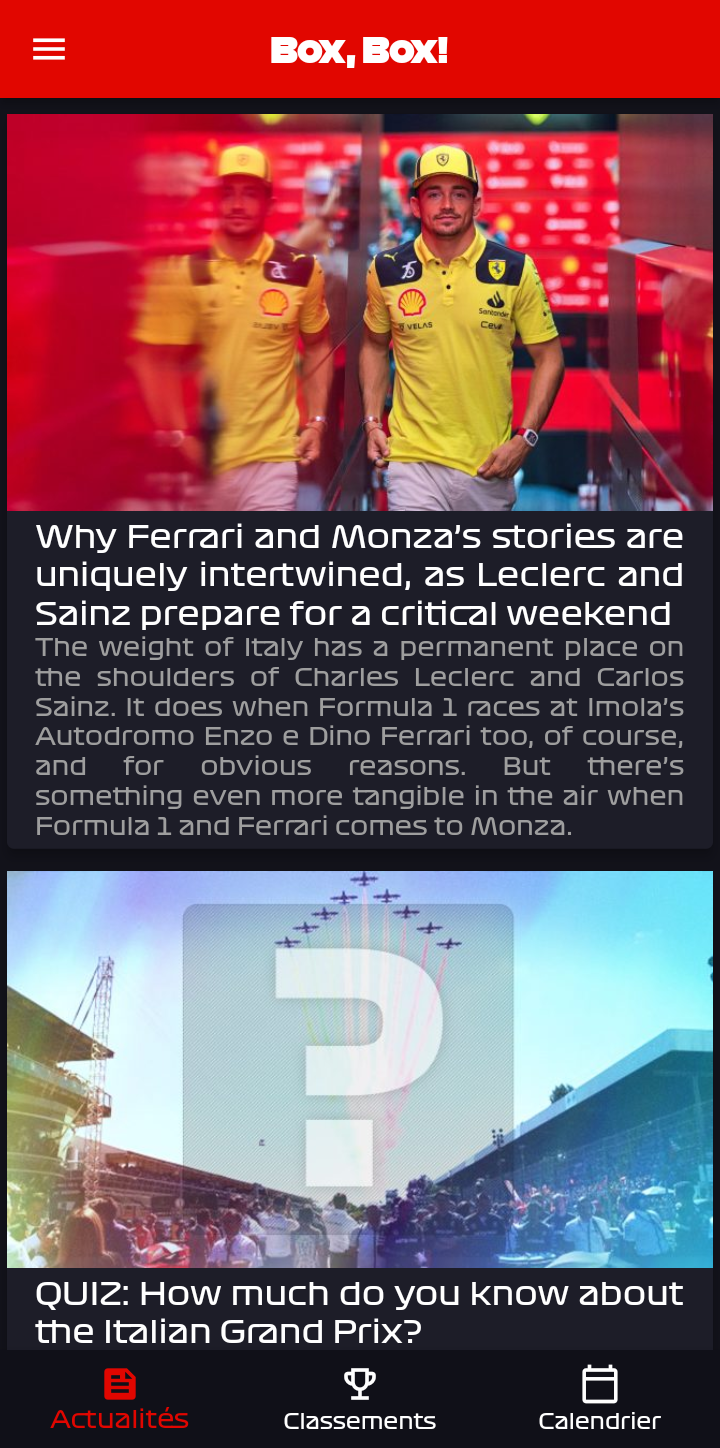 Box, Box!
VELAS
Santander
Ceva
Why Ferrari and Monza's stories are
uniquely intertwined, as Leclerc and
Sainz prepare for a critical weekend
The weight of Italy has a permanent place on
the shoulders of Charles Leclerc and Carlos
Sainz. It does when Formula 1 races at Imola's
Autodromo Enzo e Dino Ferrari too, of course,
and for obvious reasons. But there's
something even more tangible in the air when
Formula 1 and Ferrari comes to Monza.
?
QUIZ: How much do you know about
the Italian Grand Prix?
Actualités
Classements
Calendrier